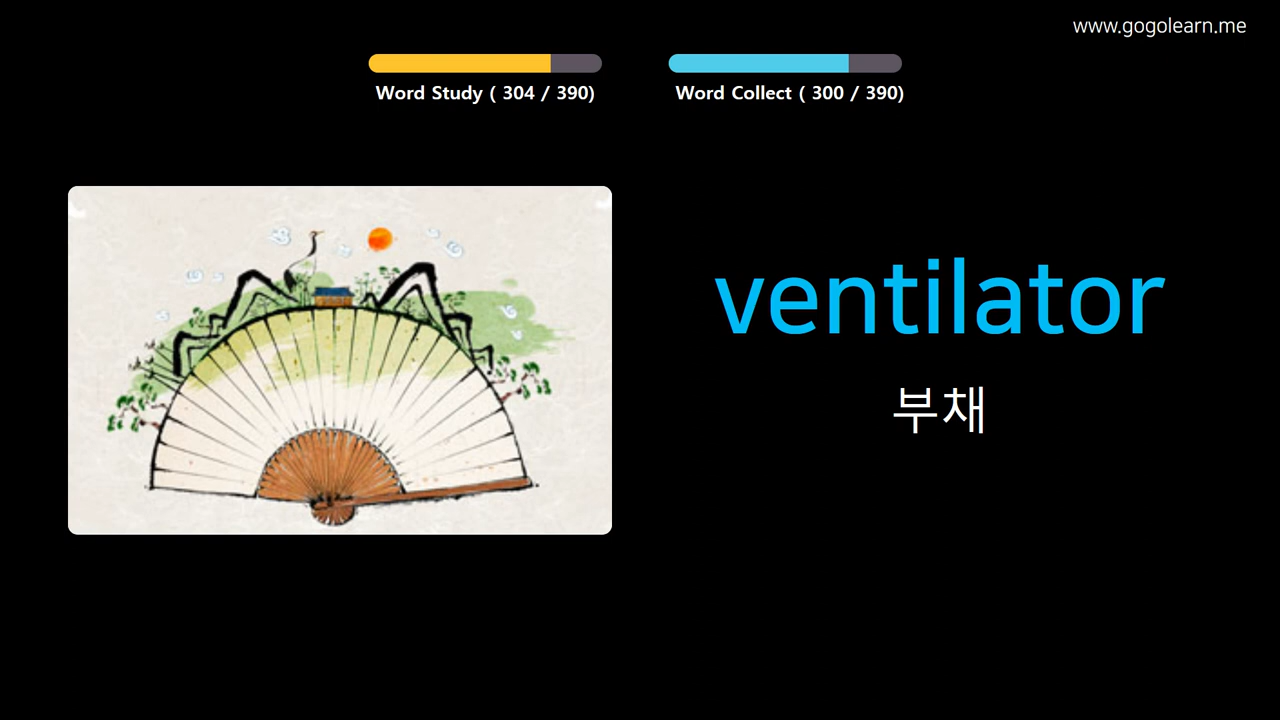 www.gogolearn.me
Word Study ( 304 / 390)
Word Collect ( 300 / 390)
ventilator
부채